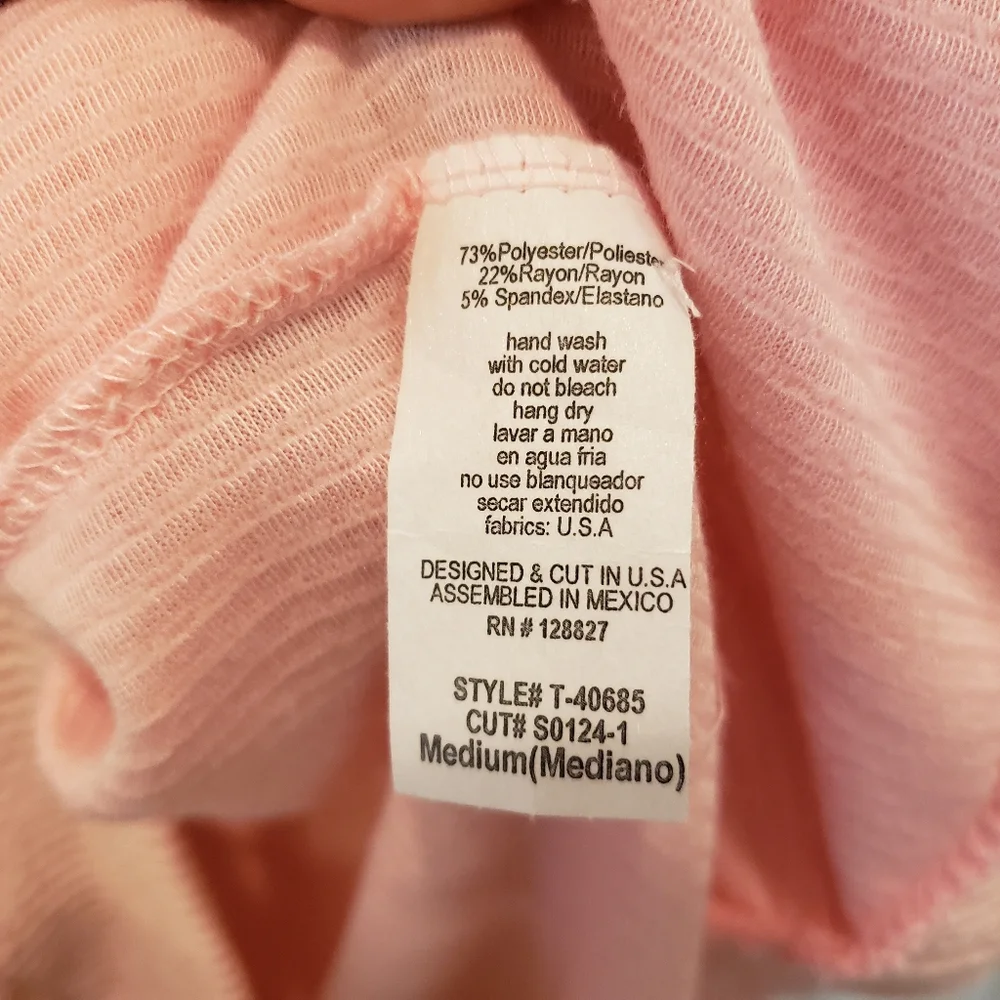 73%Polyester/Poliester
22%Rayon/Rayon
5% Spandex/Elastano
hand wash
with cold water
do not bleach
hang dry
lavar a mano
en agua fria
no use blanqueador
secar extendido
fabrics: U.S.A
DESIGNED & CUT IN U.S.A
ASSEMBLED IN MEXICO
RN # 128827
STYLE# T-40685
CUT# S0124-1
Medium(Mediano)